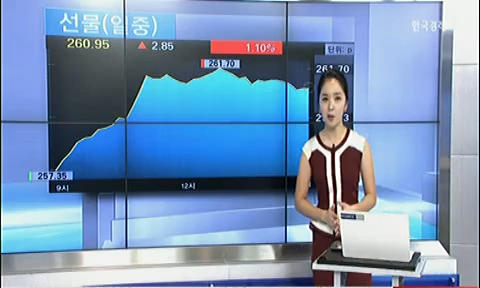 선물(일중)
한국경
260.95 ▲ 2.85 1.10%
단위: p
261.70 261.70
257.35
9시 12시